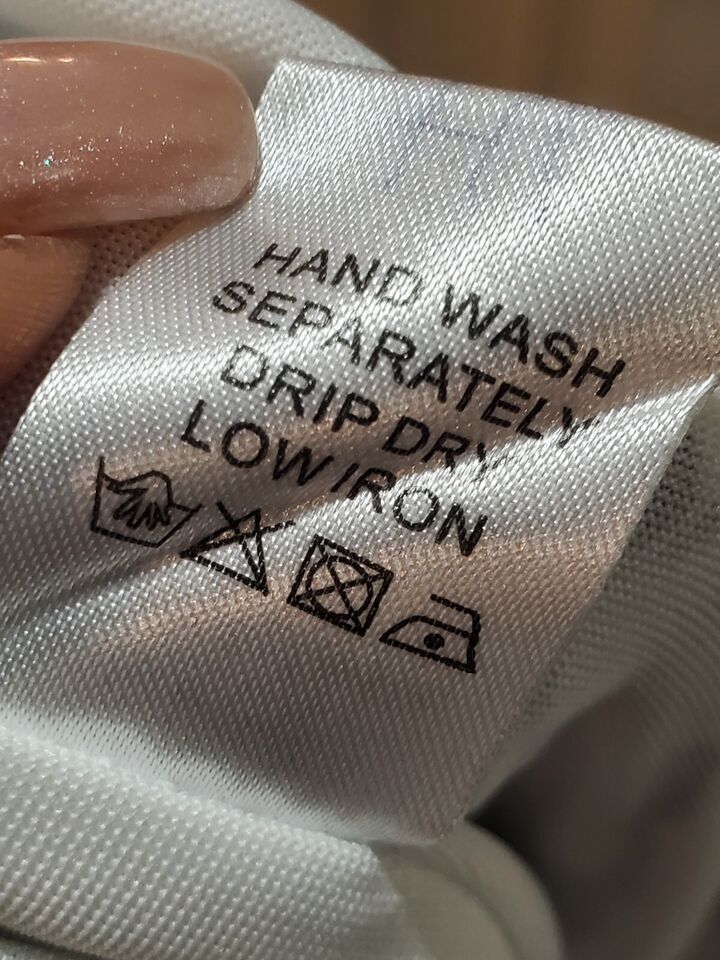 HAND WASH
SEPARATELY
DRIP DRY
LOW IRON